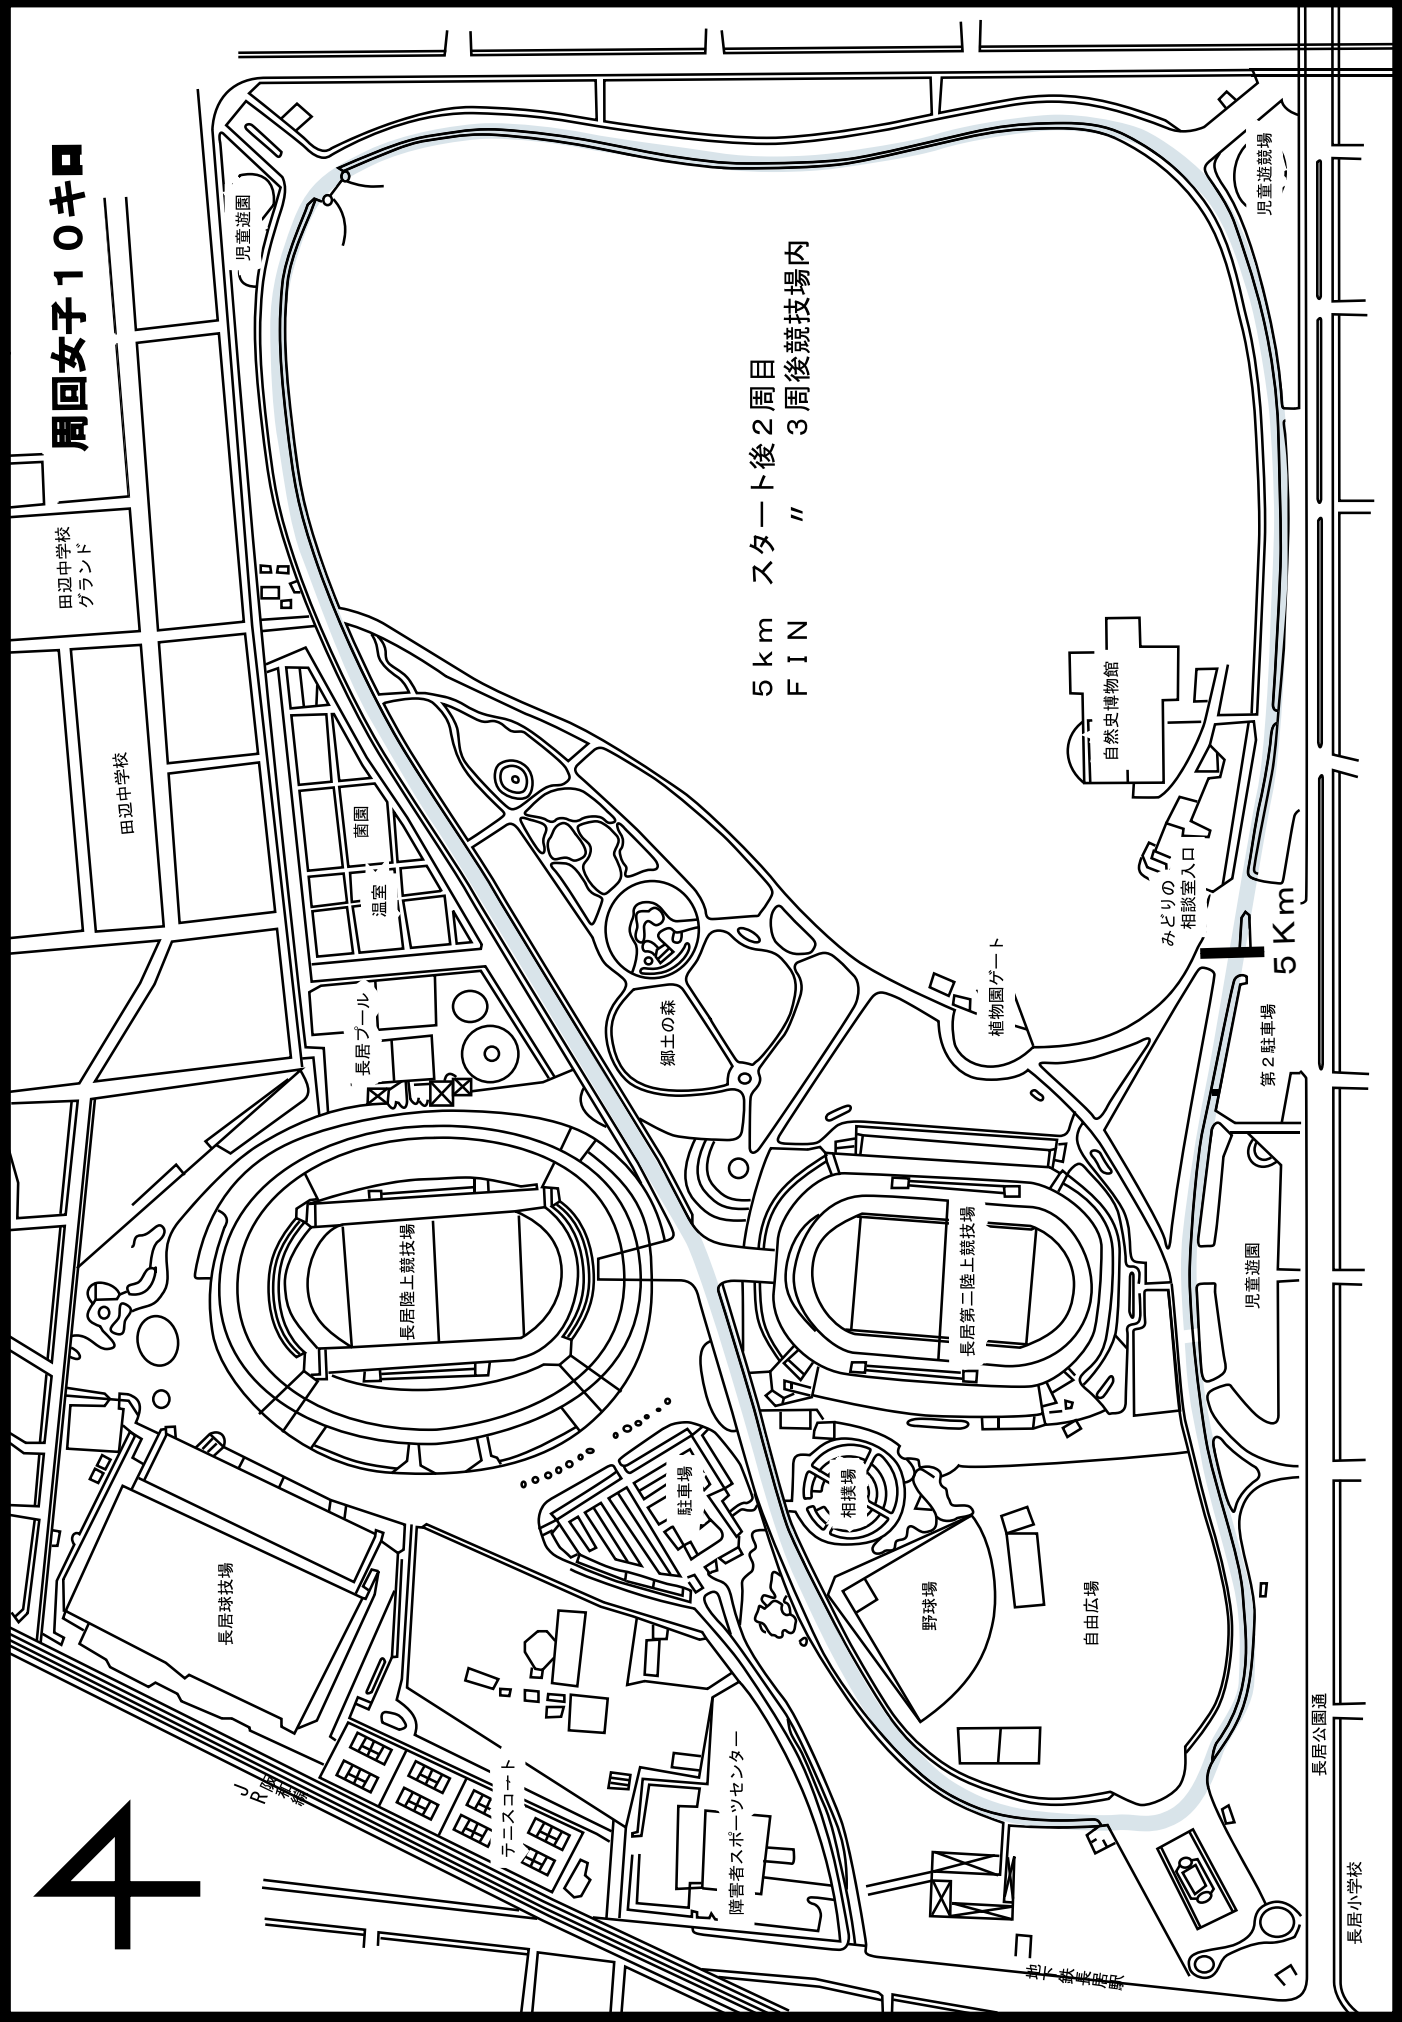 周回女子１０キロ
5ｋｍ　スタート後２周目
ＦＩＮ　〃　３周後競技場内
児童遊園
児童遊競場
田辺中学校
グランド
田辺中学校
菌園
温室
長居プール
郷土の森
自然史博物館
みどりの
相談室入口
植物園ゲート
５Ｋｍ
第２駐車場
児童遊園
長居陸上競技場
長居第二陸上競技場
駐車場
相撲場
野球場
自由広場
長居球技場
テニスコート
障害者スポーツセンター
ＪＲ阪和線
地下鉄長居駅
長居公園通
長居小学校